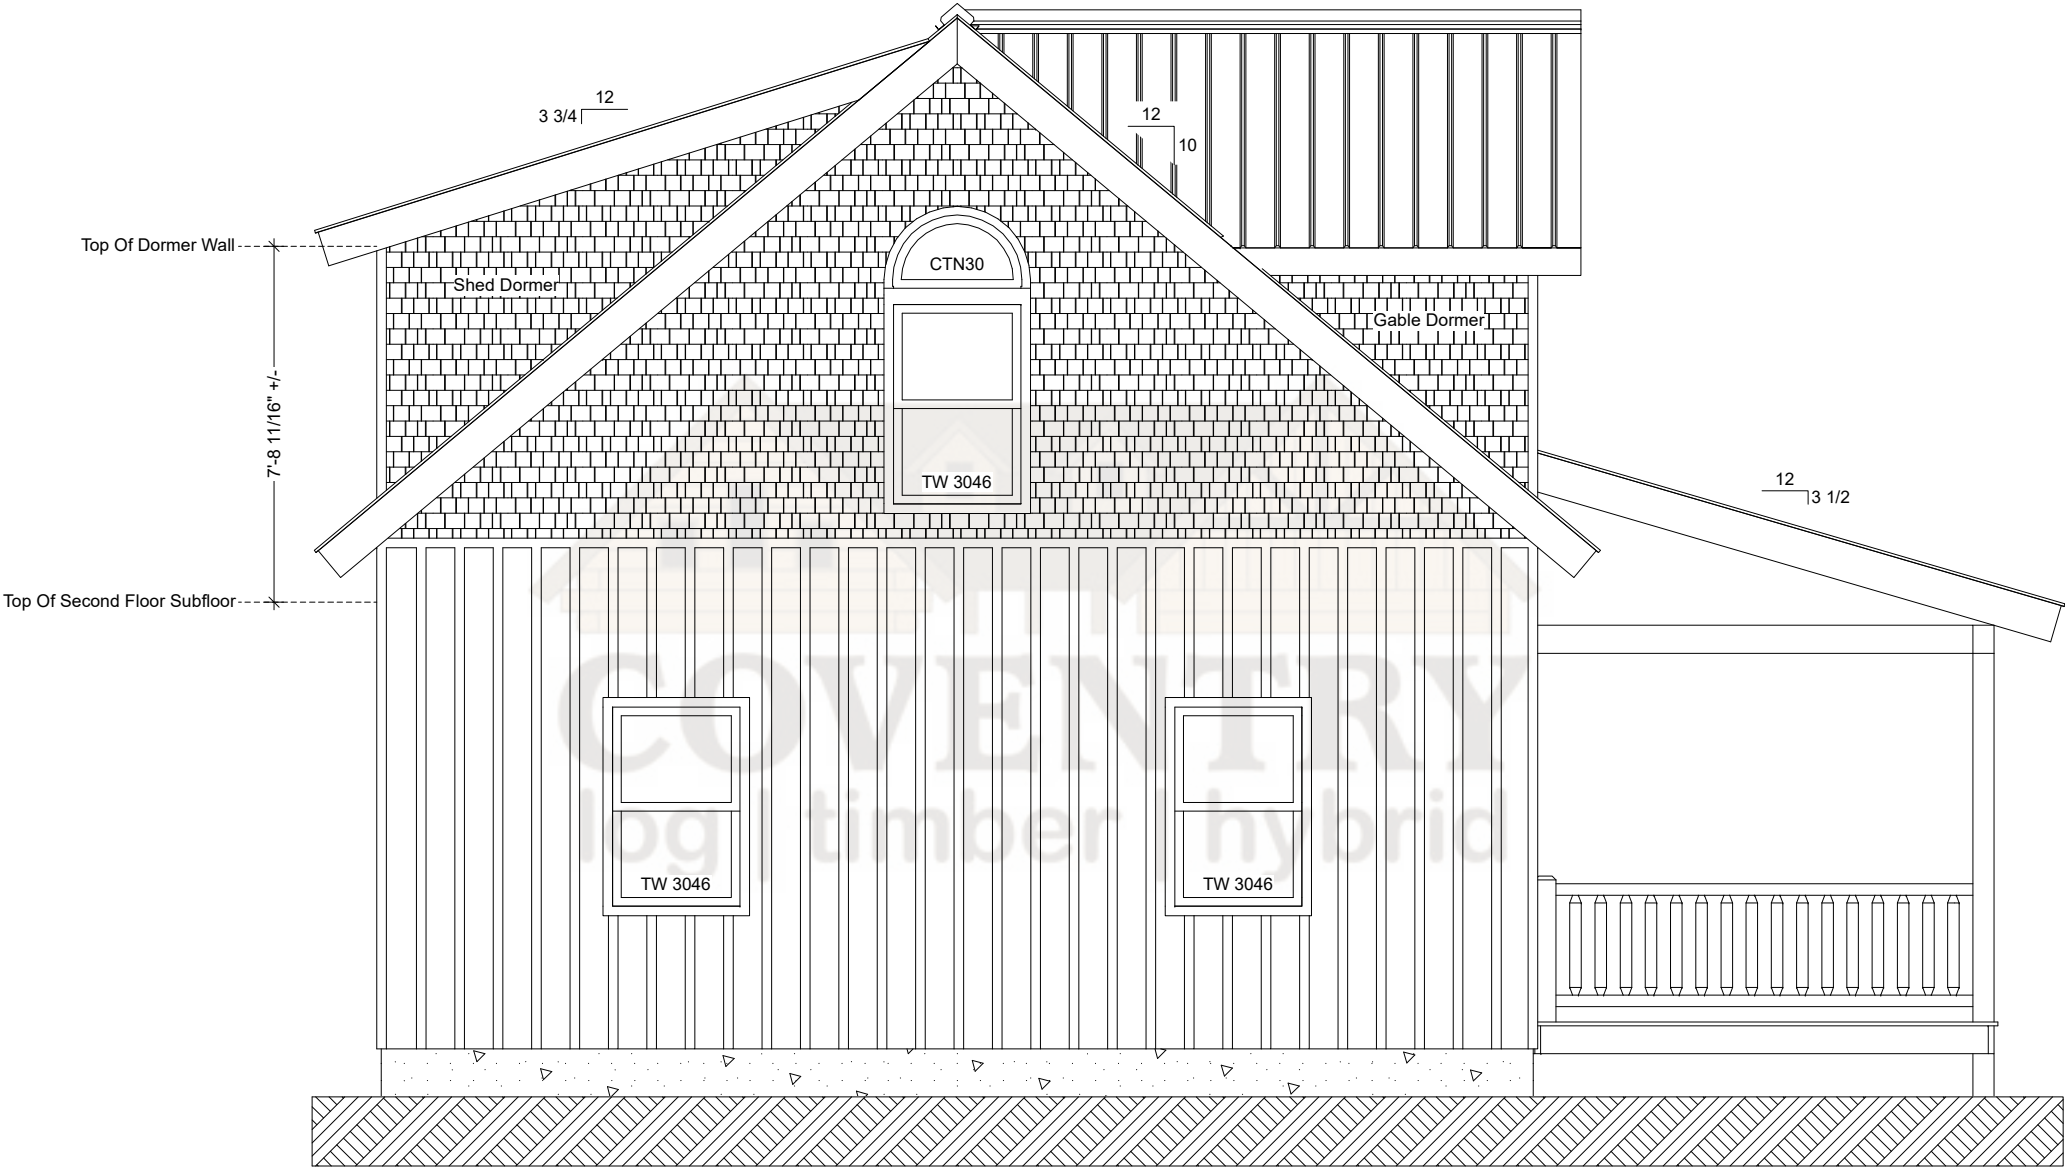 12
3 3/4
12
10
Top Of Dormer Wall
CTN30
Shed Dormer
Gable Dormer
7'-8 11/16" +/-
TW 3046
12
3 1/2
Top Of Second Floor Subfloor
COVENTRY
log | timber | hybrid
TW 3046
TW 3046